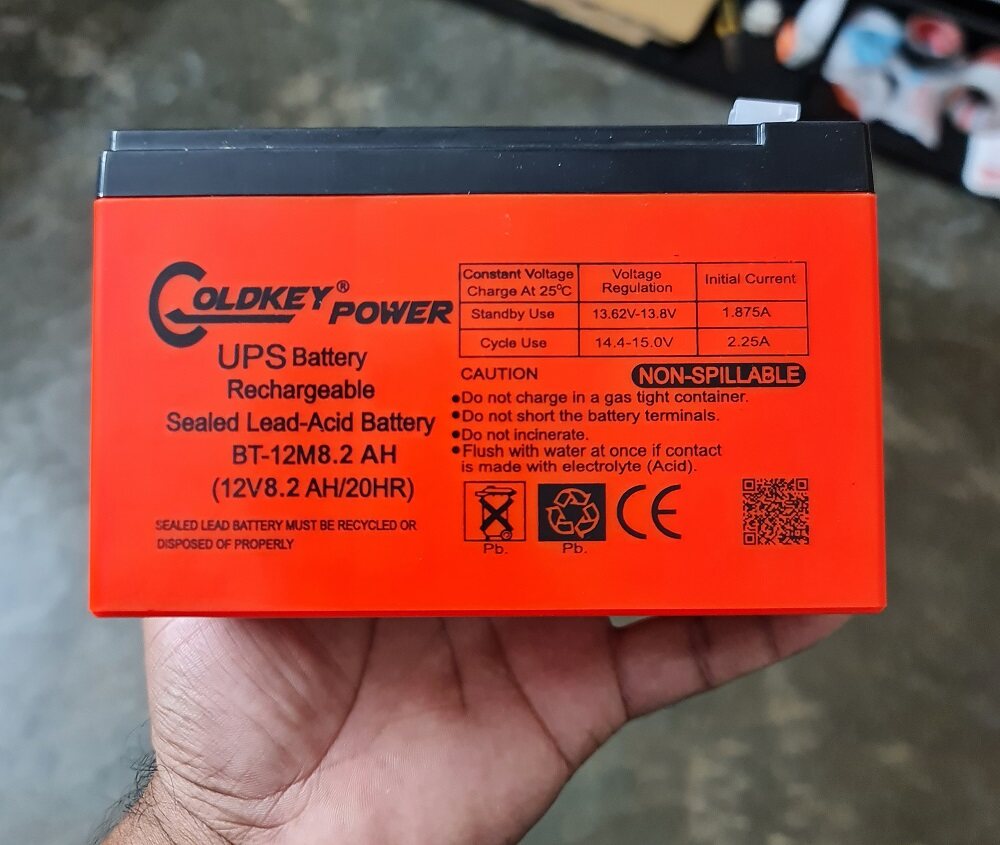 COLDKEY® POWER
UPS Battery
Rechargeable
Sealed Lead-Acid Battery
BT-12M8.2 AH
(12V8.2 AH/20HR)
SEALED LEAD BATTERY MUST BE RECYCLED OR
DISPOSED OF PROPERLY
Constant Voltage Charge At 25°C Voltage Regulation Initial Current
Standby Use 13.62V-13.8V 1.875A
Cycle Use 14.4-15.0V 2.25A
CAUTION NON-SPILLABLE
•Do not charge in a gas tight container.
•Do not short the battery terminals.
•Do not incinerate.
•Flush with water at once if contact
is made with electrolyte (Acid).
Pb. Pb. CE